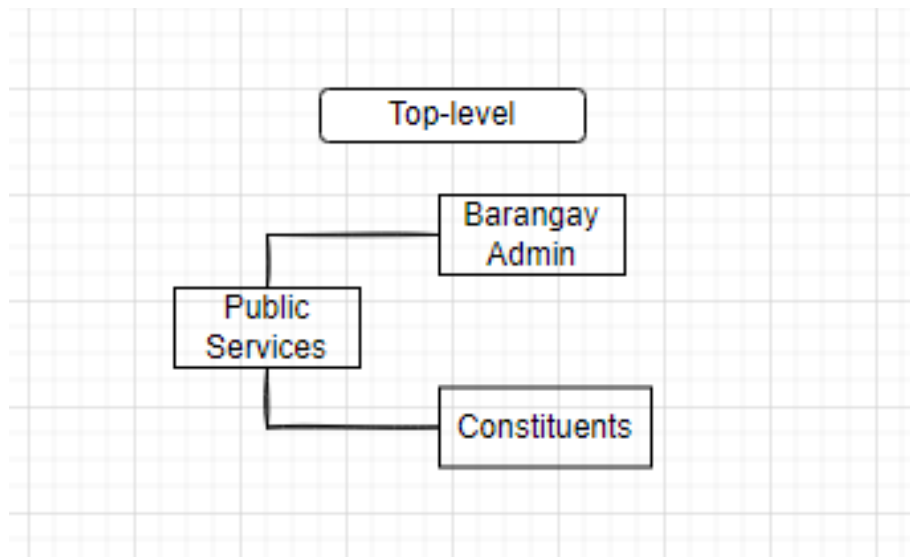 Top-level
Barangay
Admin
Public
Services
Constituents